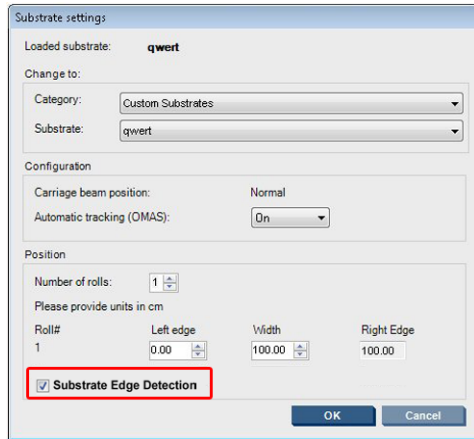 Substrate settings
Loaded substrate: qwert
Change to:
Category: Custom Substrates
Substrate: qwert
Configuration
Carriage beam position: Normal
Automatic tracking (OMAS): On
Position
Number of rolls: 1
Please provide units in cm
Roll# Left edge Width Right Edge
1 0.00 100.00 100.00
Substrate Edge Detection
OK Cancel